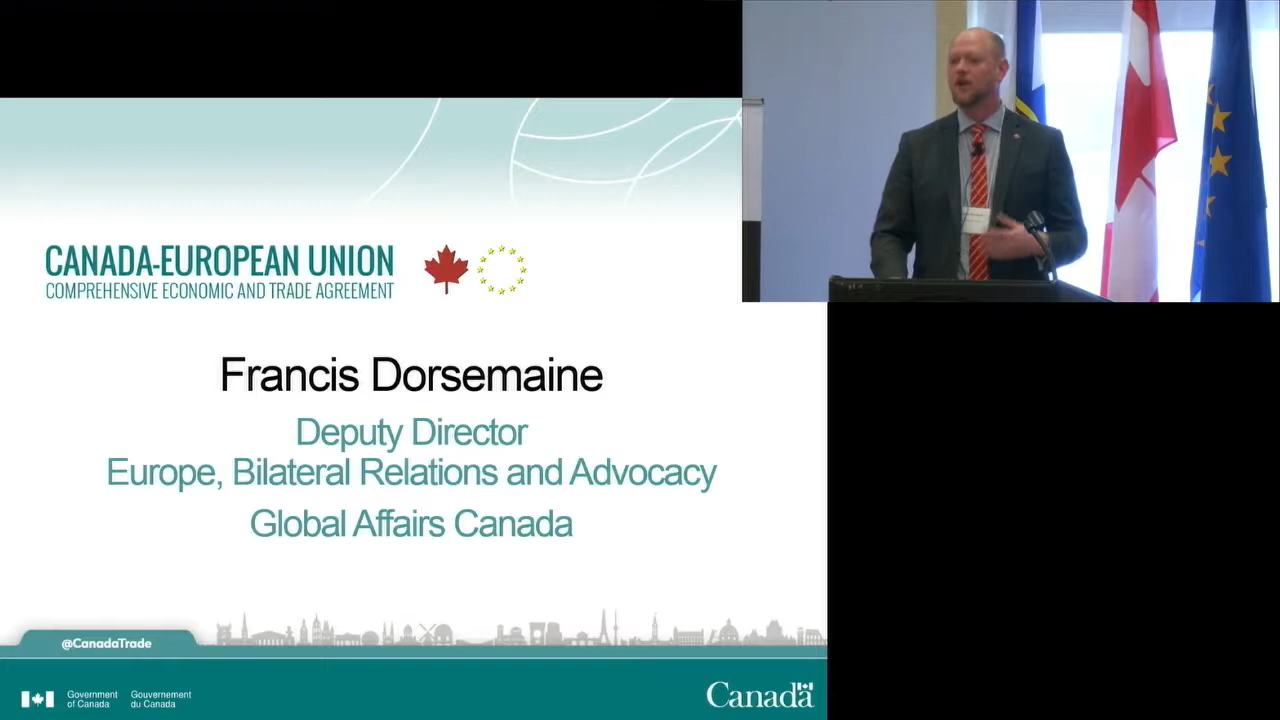 CANADA-EUROPEAN UNION
COMPREHENSIVE ECONOMIC AND TRADE AGREEMENT
Francis Dorsemaine
Deputy Director
Europe, Bilateral Relations and Advocacy
Global Affairs Canada
@CanadaTrade
Government of Canada
Gouvernement du Canada
Canada